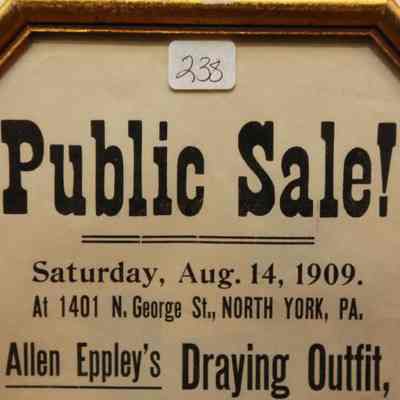 238
Public Sale!
Saturday, Aug. 14, 1909.
At 1401 N. George St., NORTH YORK, PA.
Allen Eppley's Draying Outfit,